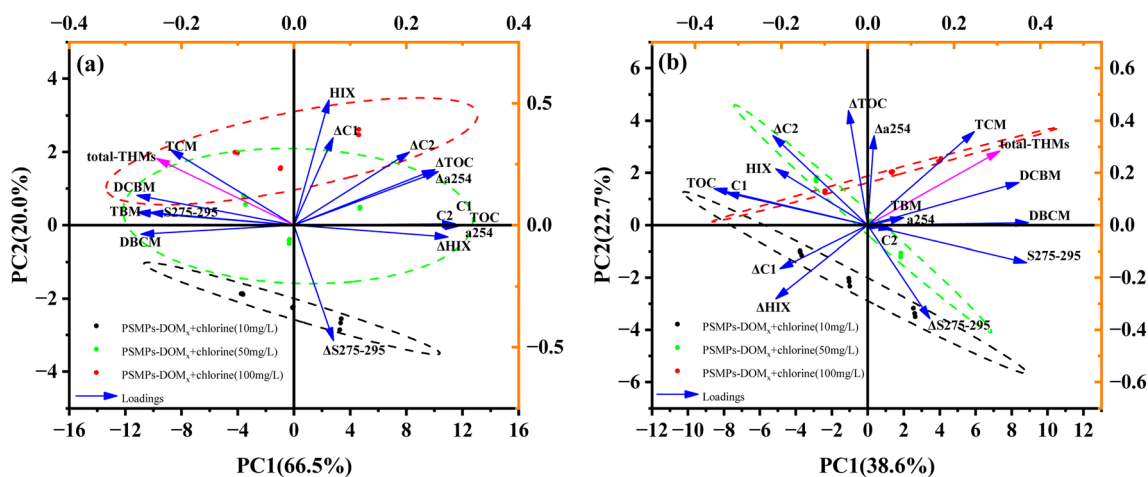 -0.4 -0.2 0.0 0.2 0.4
(a)
HIX
ΔC1
ΔC2
TCM
total-THMs
ΔTOC
Δa254
DCBM
TBM
S275-295
DBCM
C1
C2
TOC
a254
ΔHIX
ΔS275-295
PSMPs-DOMx+chlorine(10mg/L)
PSMPs-DOMx+chlorine(50mg/L)
PSMPs-DOMx+chlorine(100mg/L)
Loadings
4
2
0
-2
-4
0.5
0.0
-0.5
-16 -12 -8 -4 0 4 8 12 16
PC1(66.5%)
PC2(20.0%)
-0.4 -0.2 0.0 0.2 0.4
(b)
ΔTOC
Δa254
TCM
ΔC2
total-THMs
HIX
DCBM
TOC
C1
TBM
a254
DBCM
C2
S275-295
ΔC1
ΔHIX
ΔS275-295
PSMPs-DOMx+chlorine(10mg/L)
PSMPs-DOMx+chlorine(50mg/L)
PSMPs-DOMx+chlorine(100mg/L)
Loadings
6
4
2
0
-2
-4
-6
0.6
0.4
0.2
0.0
-0.2
-0.4
-0.6
-12 -10 -8 -6 -4 -2 0 2 4 6 8 10 12
PC1(38.6%)
PC2(22.7%)